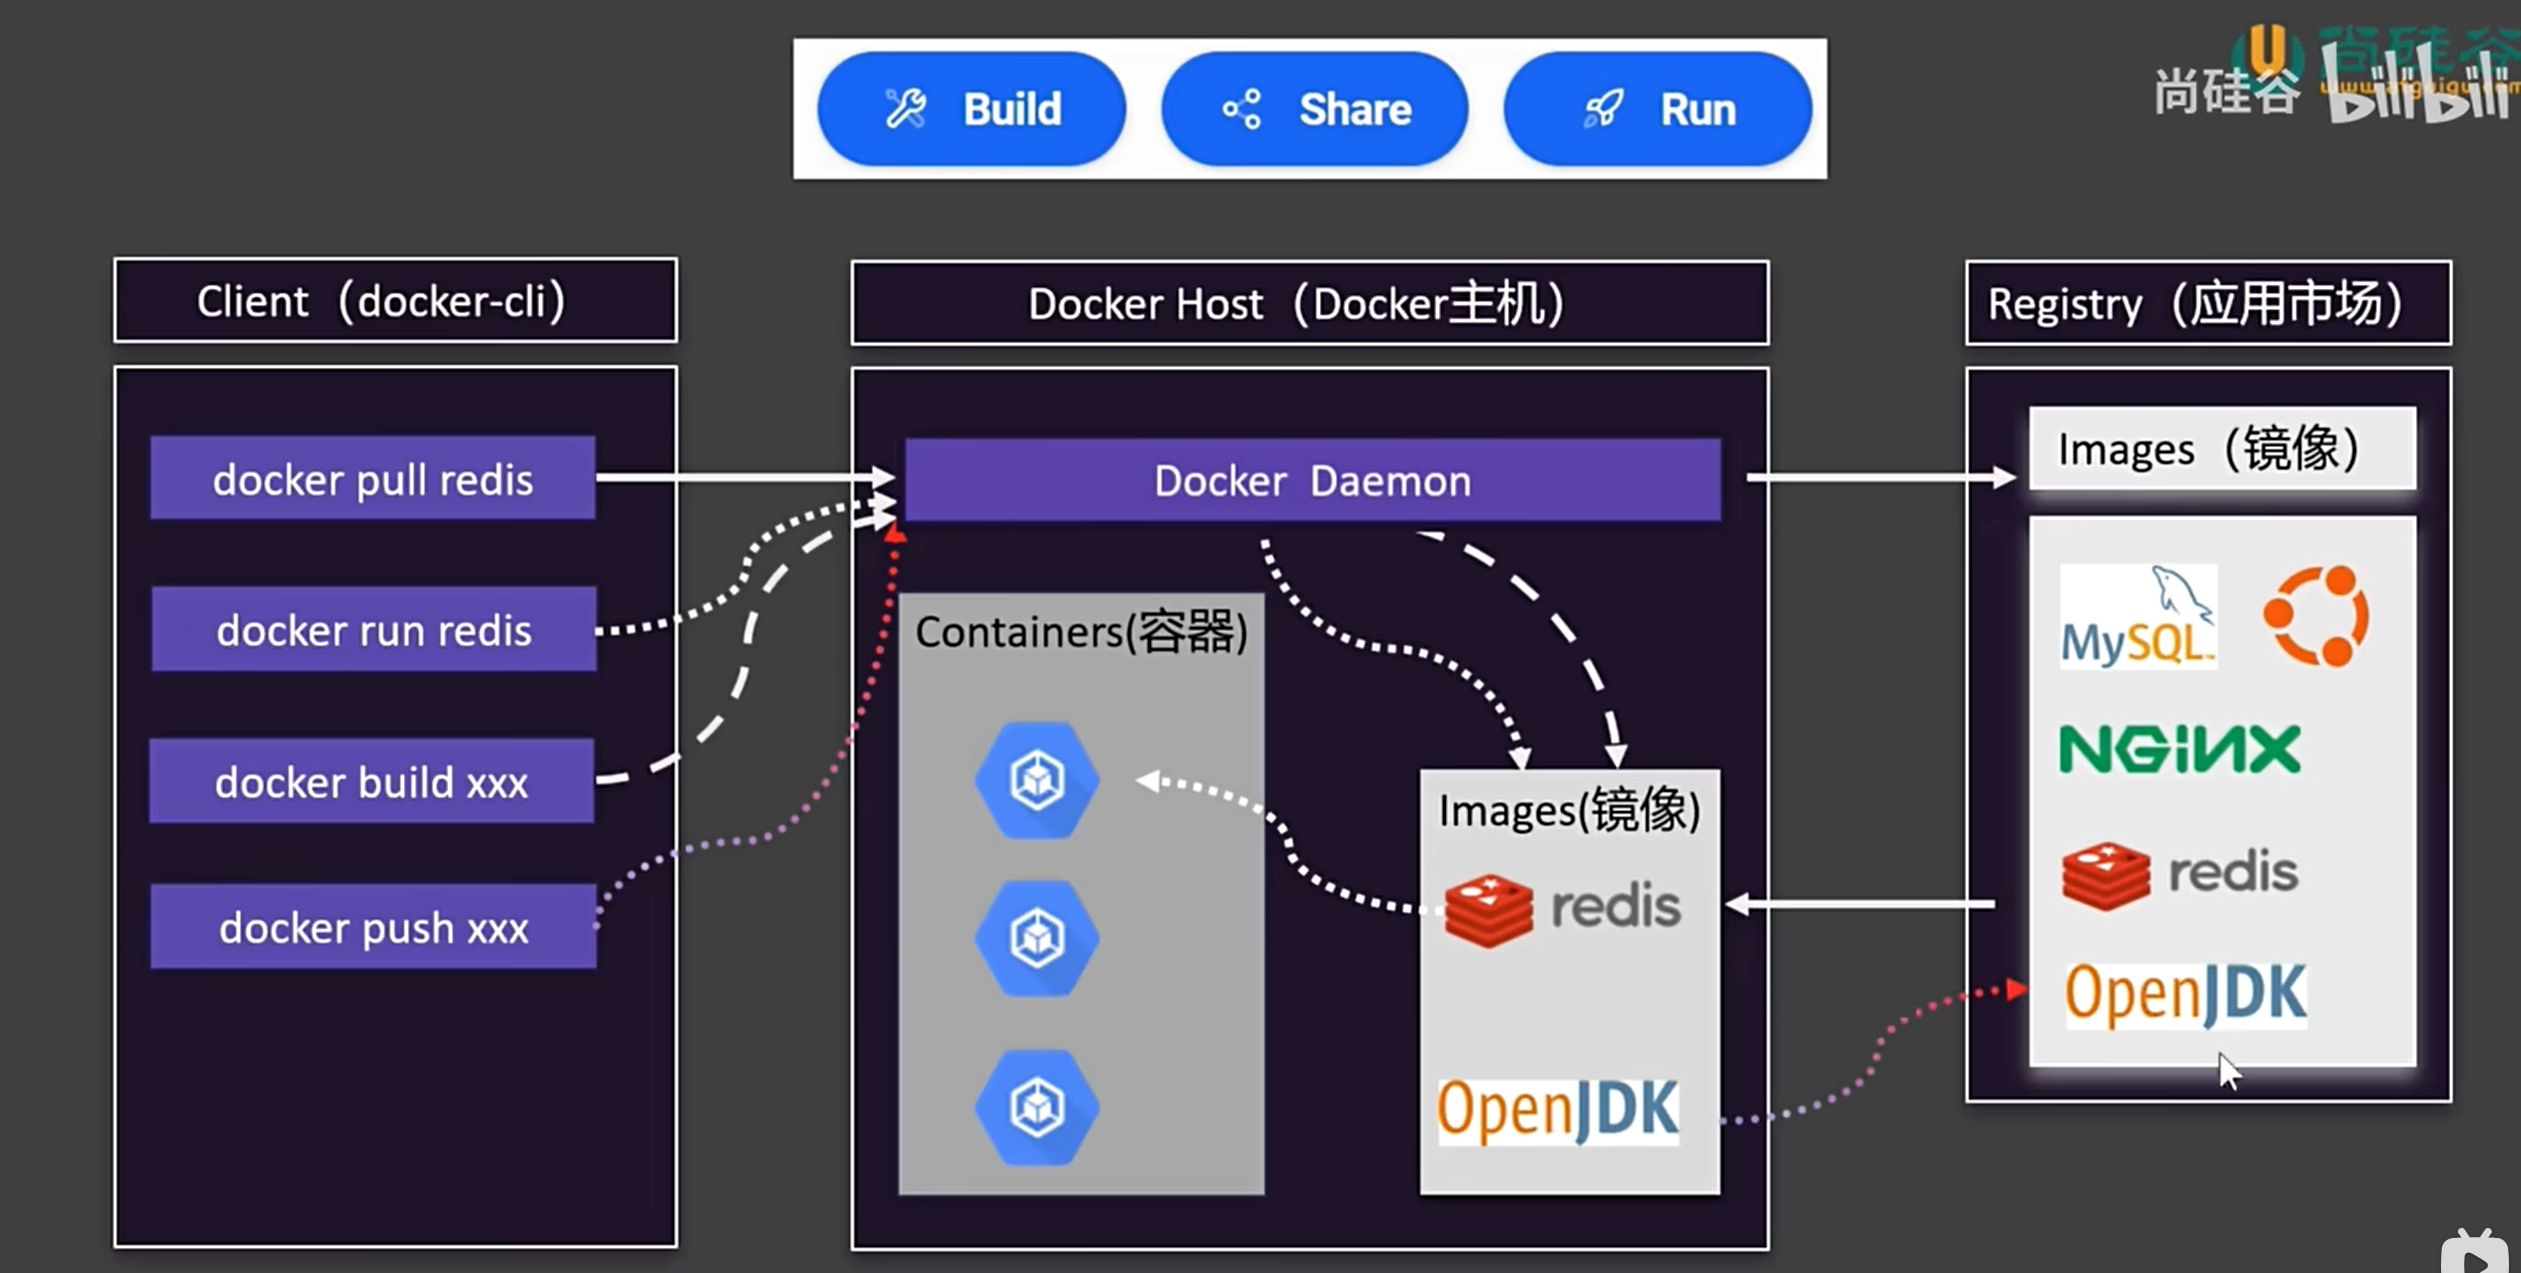 Build
Share
Run
尚硅谷
bilibili
Client（docker-cli）
Docker Host（Docker主机）
Registry（应用市场）
docker pull redis
docker run redis
docker build xxx
docker push xxx
Docker Daemon
Containers(容器)
Images(镜像)
redis
OpenJDK
Images（镜像）
MySQL
NGINX
redis
OpenJDK